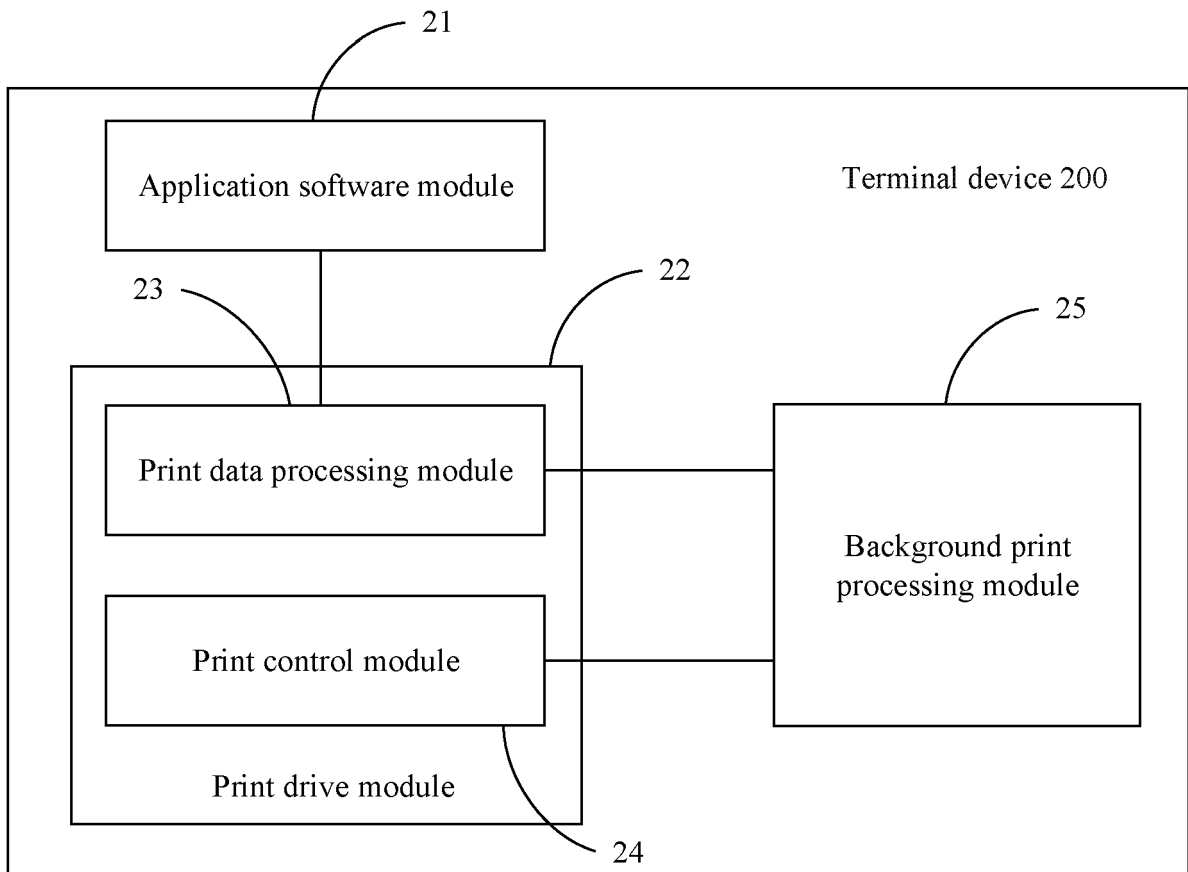 21
Application software module
Terminal device 200
22
23
25
Print data processing module
Background print
processing module
Print control module
Print drive module
24